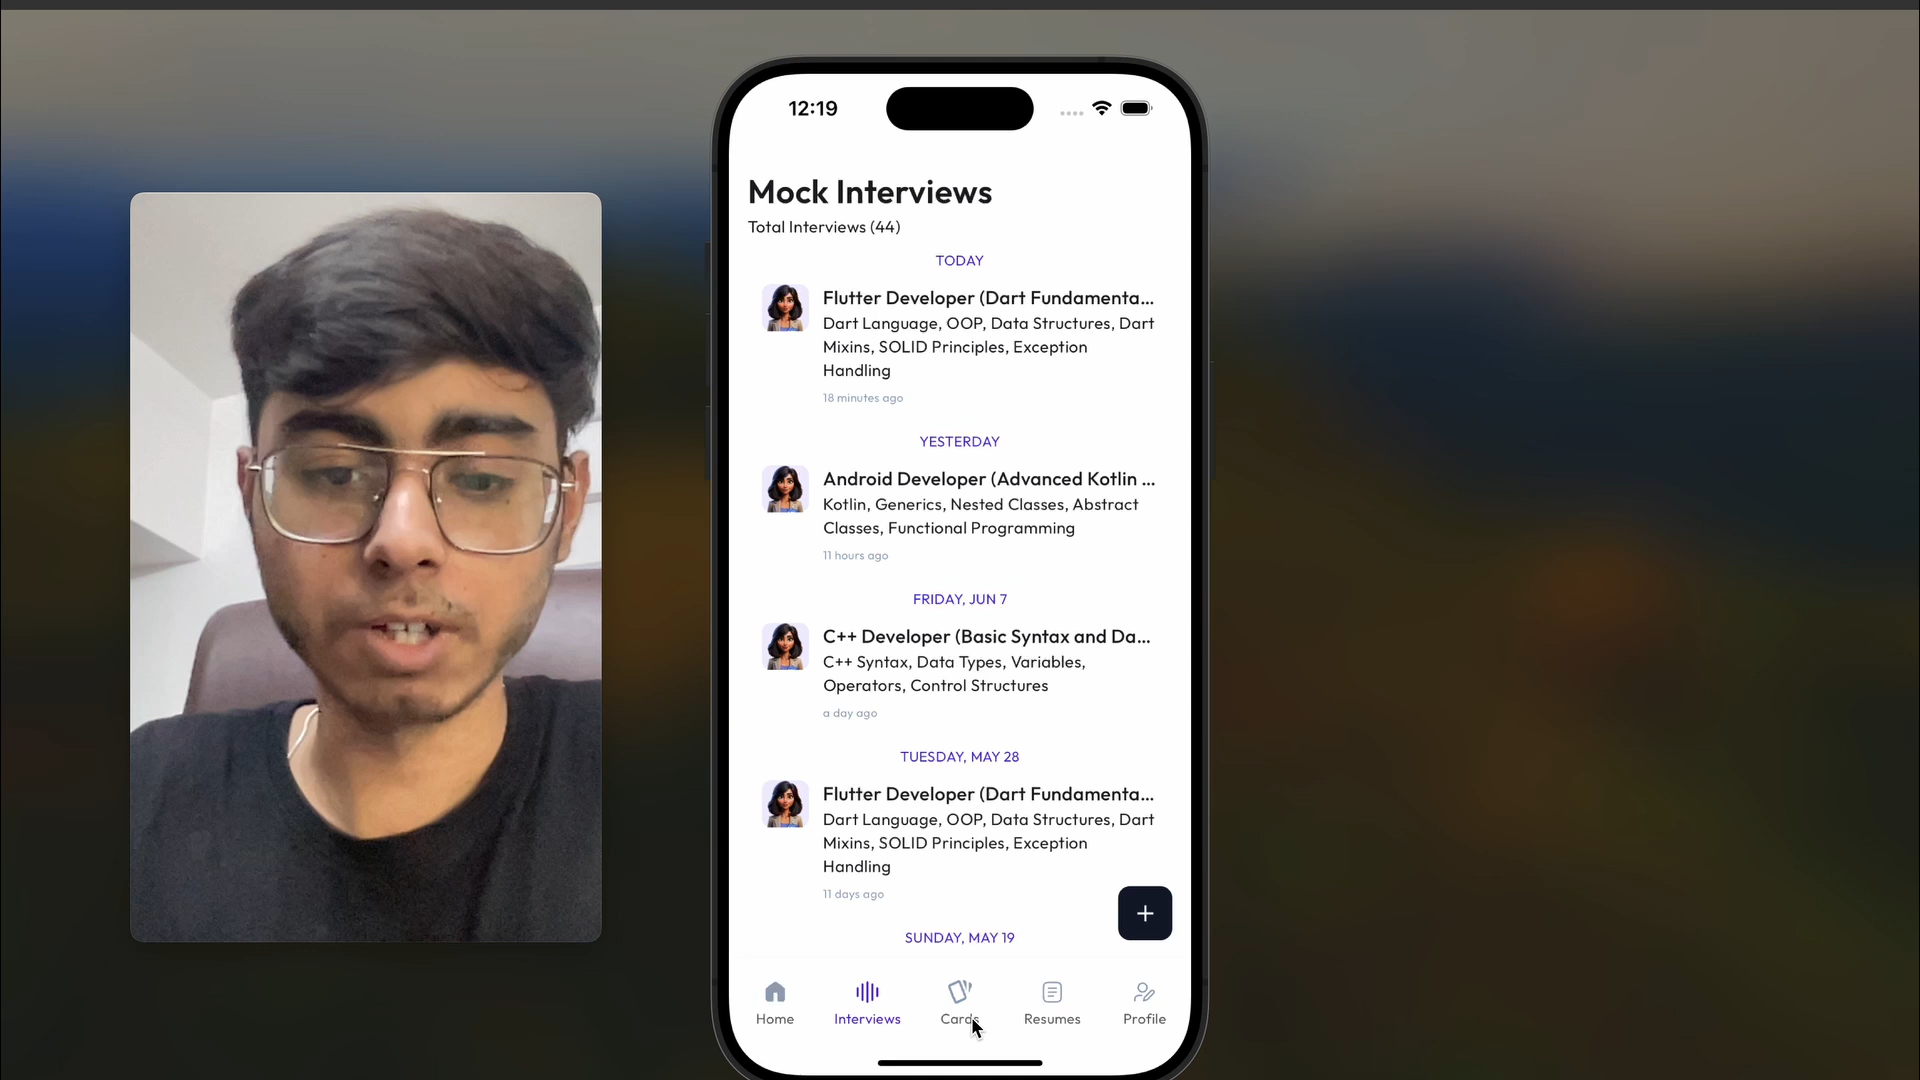 12:19
Mock Interviews
Total Interviews (44)
TODAY
Flutter Developer (Dart Fundamenta...
Dart Language, OOP, Data Structures, Dart
Mixins, SOLID Principles, Exception
Handling
18 minutes ago
YESTERDAY
Android Developer (Advanced Kotlin ...
Kotlin, Generics, Nested Classes, Abstract
Classes, Functional Programming
11 hours ago
FRIDAY, JUN 7
C++ Developer (Basic Syntax and Da...
C++ Syntax, Data Types, Variables,
Operators, Control Structures
a day ago
TUESDAY, MAY 28
Flutter Developer (Dart Fundamenta...
Dart Language, OOP, Data Structures, Dart
Mixins, SOLID Principles, Exception
Handling
11 days ago
SUNDAY, MAY 19
Home Interviews Cards Resumes Profile